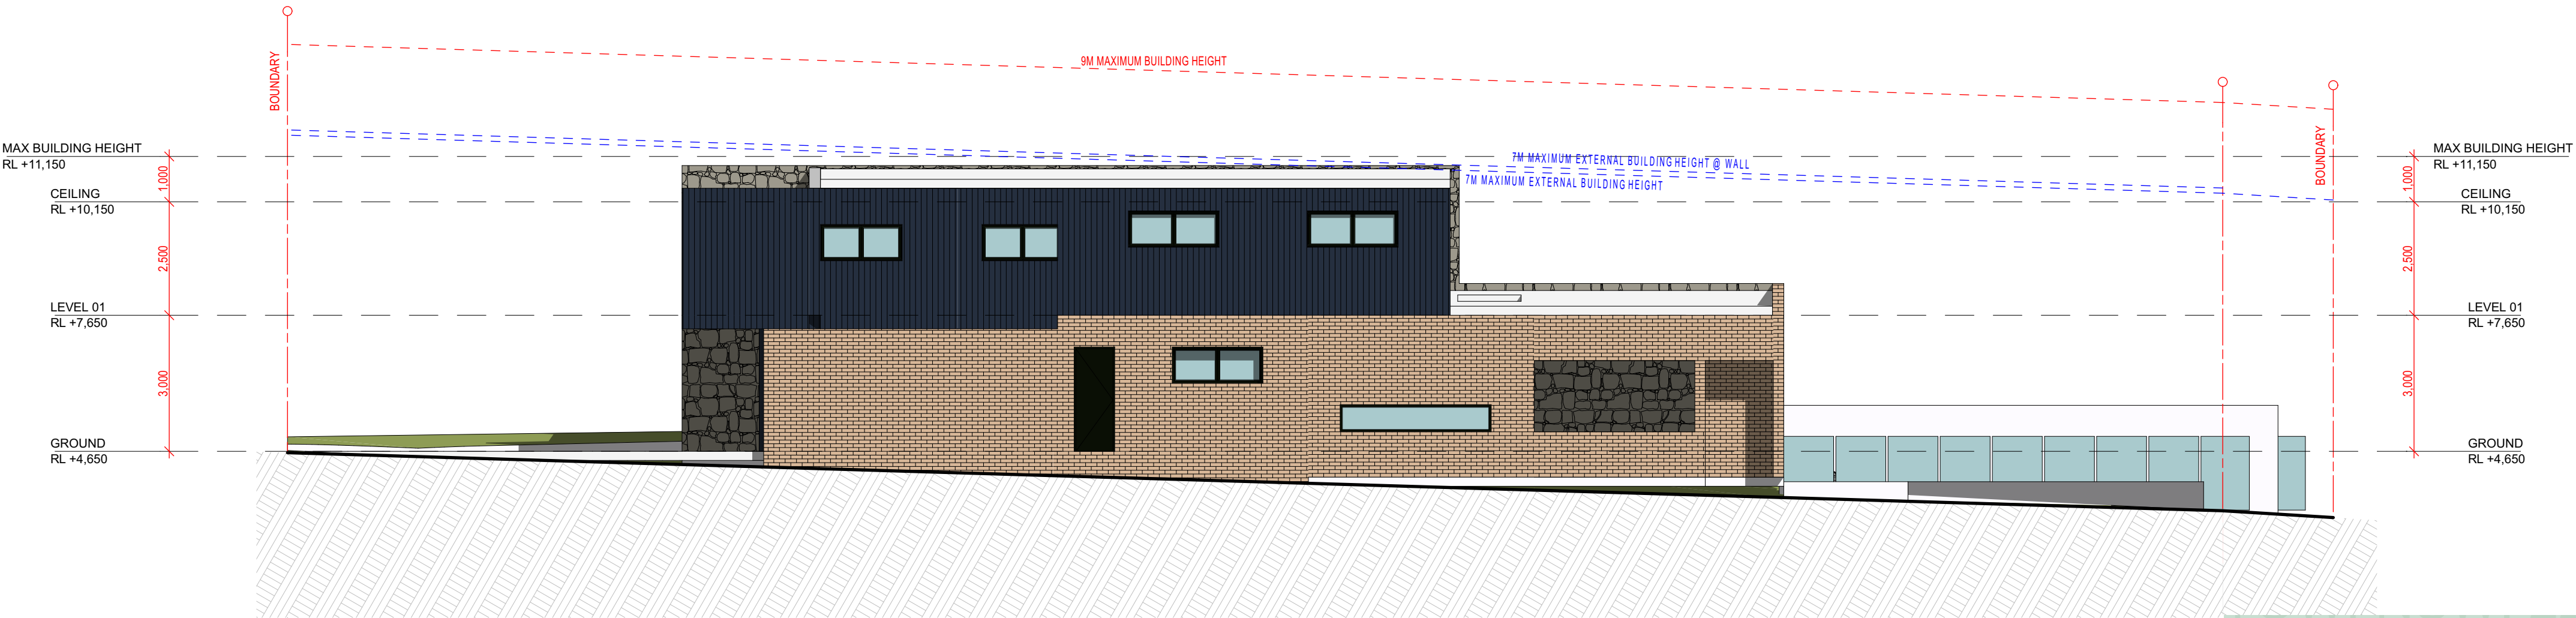 9M MAXIMUM BUILDING HEIGHT
BOUNDARY
BOUNDARY
MAX BUILDING HEIGHT
RL +11,150
1,000
CEILING
RL +10,150
2,500
LEVEL 01
RL +7,650
3,000
GROUND
RL +4,650
7M MAXIMUM EXTERNAL BUILDING HEIGHT @ WALL
7M MAXIMUM EXTERNAL BUILDING HEIGHT
MAX BUILDING HEIGHT
RL +11,150
1,000
CEILING
RL +10,150
2,500
LEVEL 01
RL +7,650
3,000
GROUND
RL +4,650